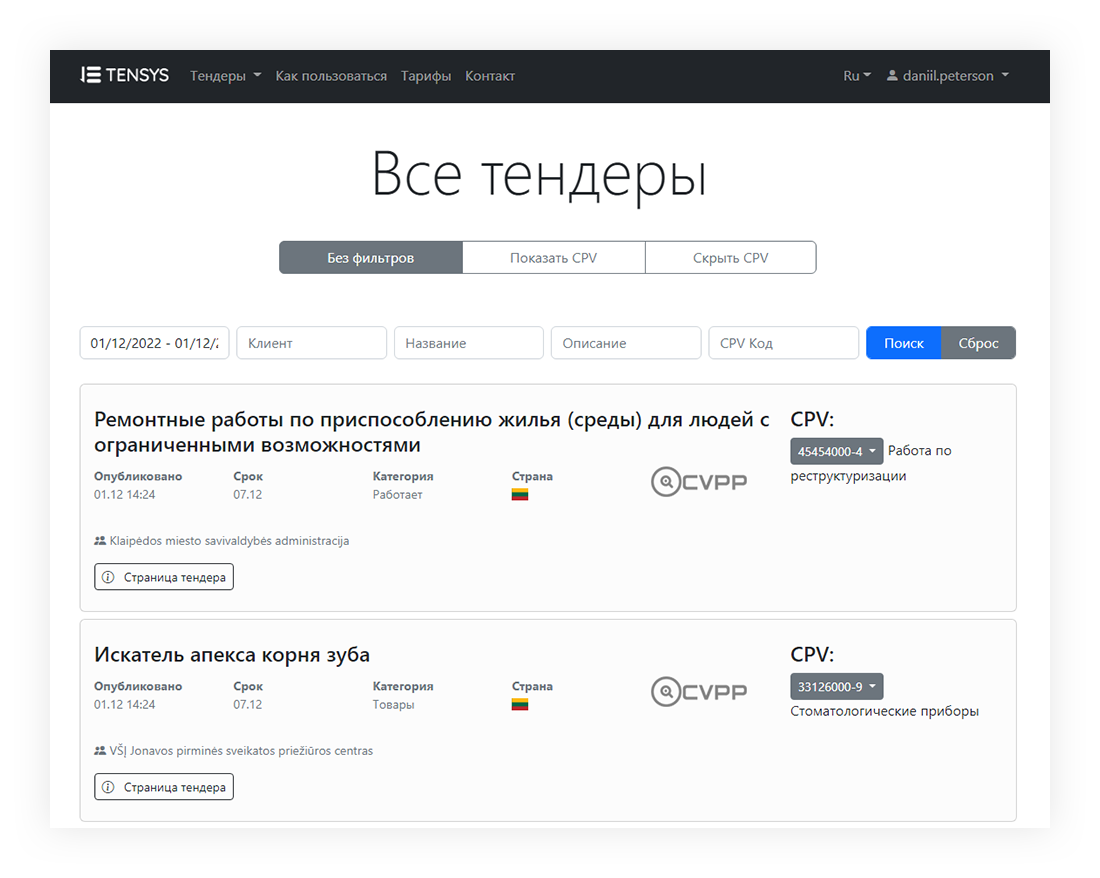 TENSYS Тендеры Как пользоваться Тарифы Контакт Ru daniil.peterson
Все тендеры
Без фильтров Показать CPV Скрыть CPV
01/12/2022 - 01/12/ Клиент Название Описание CPV Код Поиск Сброс
Ремонтные работы по приспособлению жилья (среды) для людей с
ограниченными возможностями
Опубликовано Срок Категория Страна
01.12 14:24 07.12 Работает
CVPP
Klaipėdos miesto savivaldybės administracija
Страница тендера
CPV:
45454000-4 Работа по
реструктуризации
Искатель апекса корня зуба
Опубликовано Срок Категория Страна
01.12 14:24 07.12 Товары
CVPP
VŠĮ Jonavos pirminės sveikatos priežiūros centras
Страница тендера
CPV:
33126000-9
Стоматологические приборы